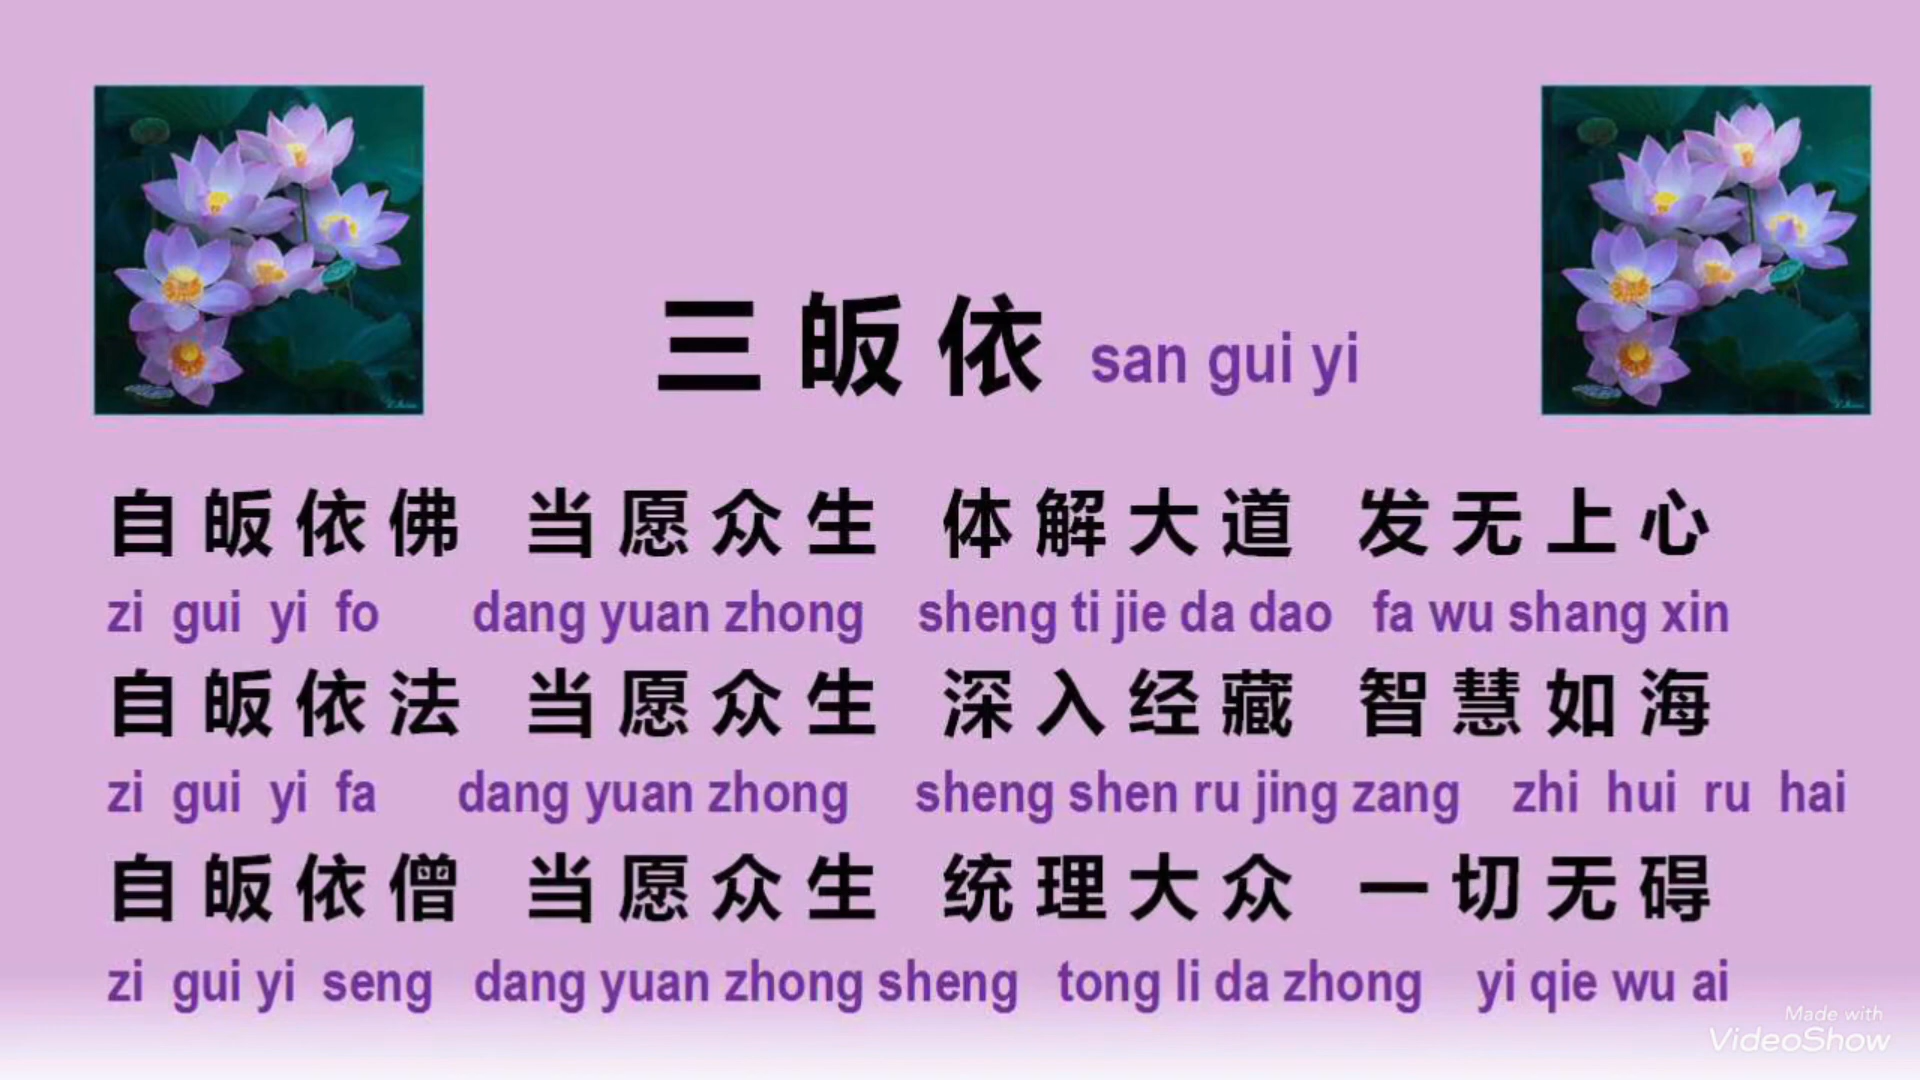 三皈依 san gui yi
自皈依佛 当愿众生 体解大道 发无上心
zi gui yi fo dang yuan zhong sheng ti jie da dao fa wu shang xin
自皈依法 当愿众生 深入经藏 智慧如海
zi gui yi fa dang yuan zhong sheng shen ru jing zang zhi hui ru hai
自皈依僧 当愿众生 统理大众 一切无碍
zi gui yi seng dang yuan zhong sheng tong li da zhong yi qie wu ai
Made with
VideoShow